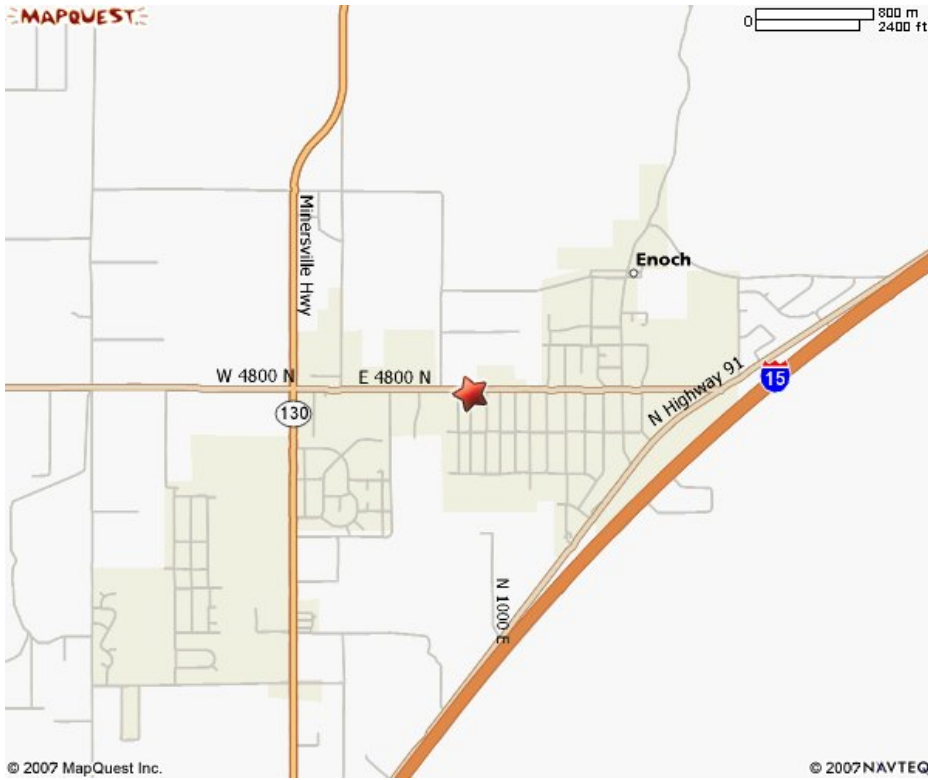 MAPQUEST
0
800 m
2400 ft
Minersville Hwy
Enoch
W 4800 N
E 4800 N
15
N Highway 91
130
N 1000 E
© 2007 MapQuest Inc.
© 2007 NAVTEQ